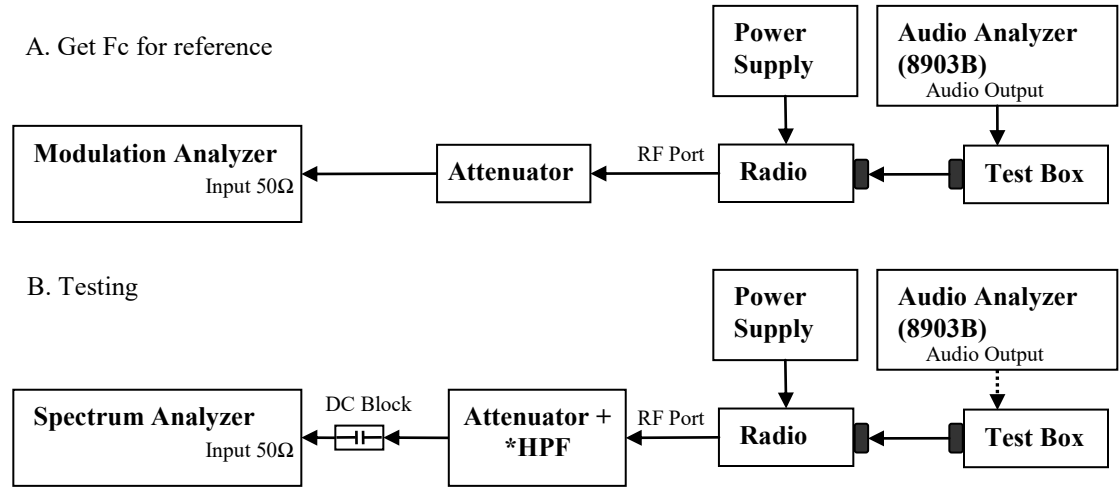 A. Get Fc for reference
Power
Supply
Audio Analyzer
(8903B)
Audio Output
Modulation Analyzer
Input 50Ω
Attenuator
RF Port
Radio
Test Box
B. Testing
Power
Supply
Audio Analyzer
(8903B)
Audio Output
Spectrum Analyzer
Input 50Ω
DC Block
Attenuator +
*HPF
RF Port
Radio
Test Box